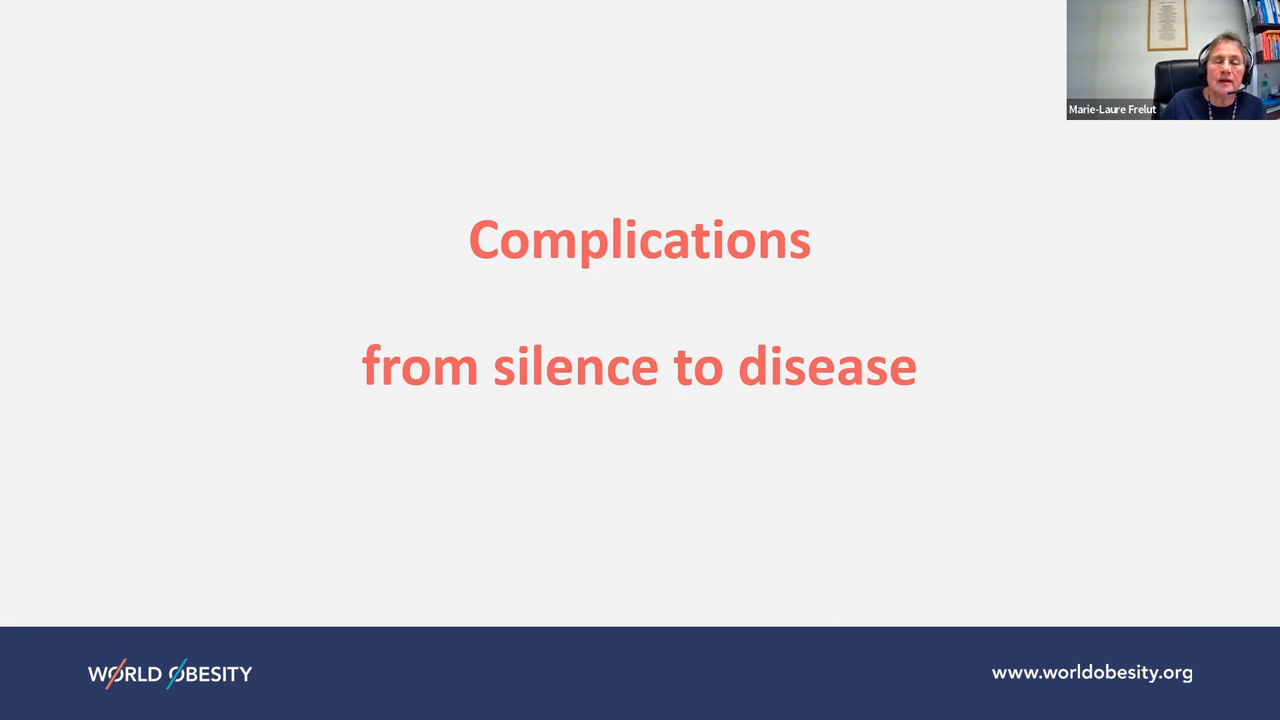 Marie-Laure Frelut
Complications
from silence to disease
WORLD OBESITY
www.worldobesity.org